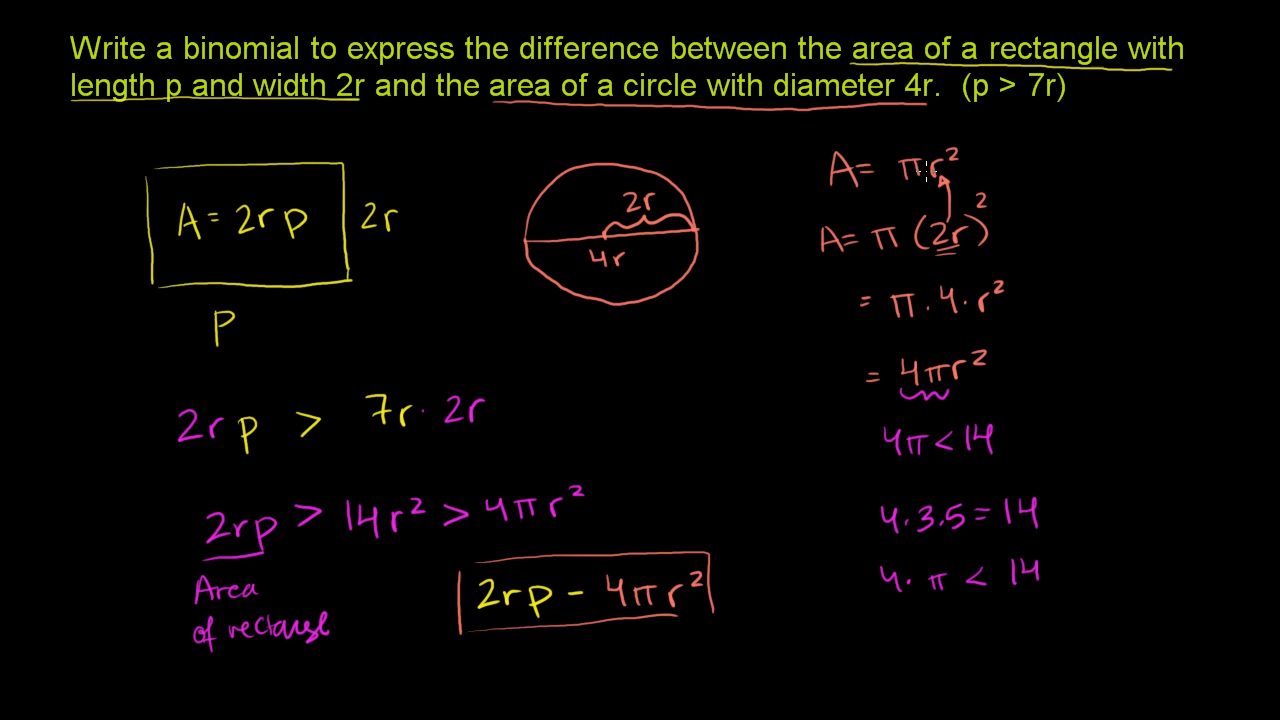 Write a binomial to express the difference between the area of a rectangle with
length p and width 2r and the area of a circle with diameter 4r. (p > 7r)
A = 2rp
2r
p
2r
4r
A = πr²
A = π (2r)²
= π · 4 · r²
= 4πr²
4π < 14
4 · 3.5 = 14
4 · π < 14
2rp > 7r · 2r
2rp > 14r² > 4πr²
Area
of rectangle
2rp - 4πr²